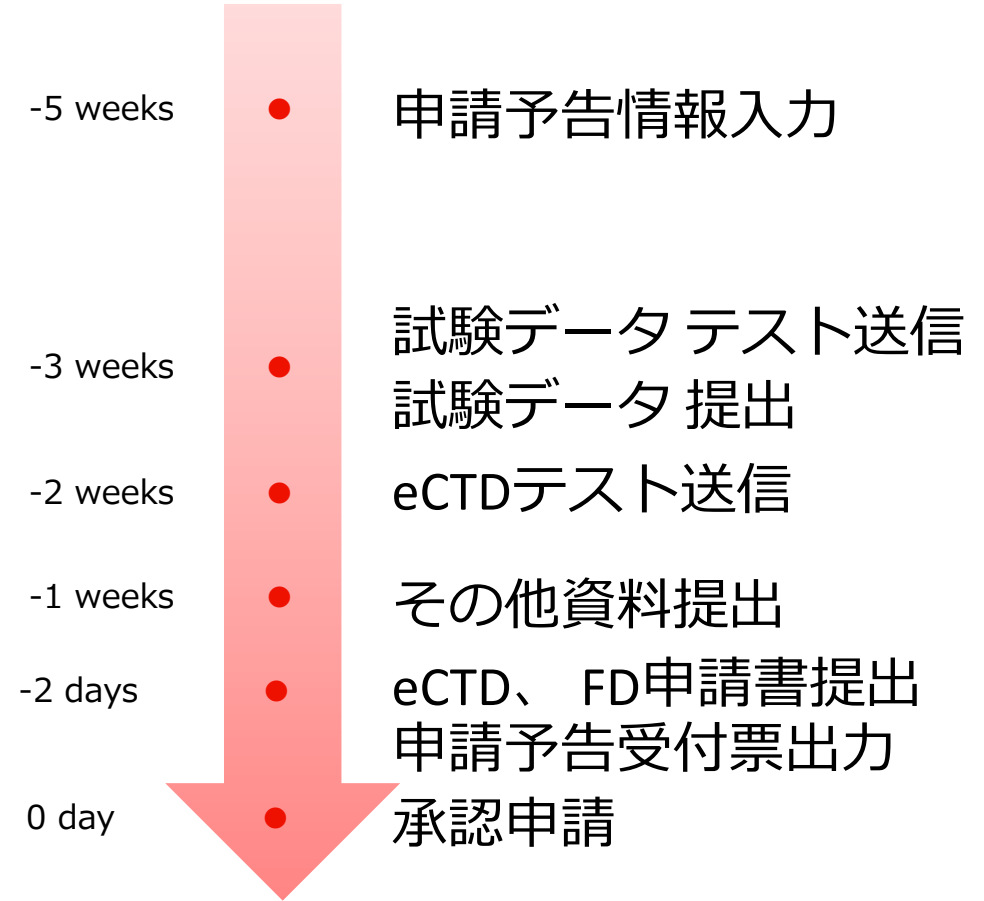 -5 weeks
申請予告情報入力
-3 weeks
試験データ テスト送信
試験データ 提出
-2 weeks
eCTDテスト送信
-1 weeks
その他資料提出
-2 days
eCTD、 FD申請書提出
申請予告受付票出力
0 day
承認申請